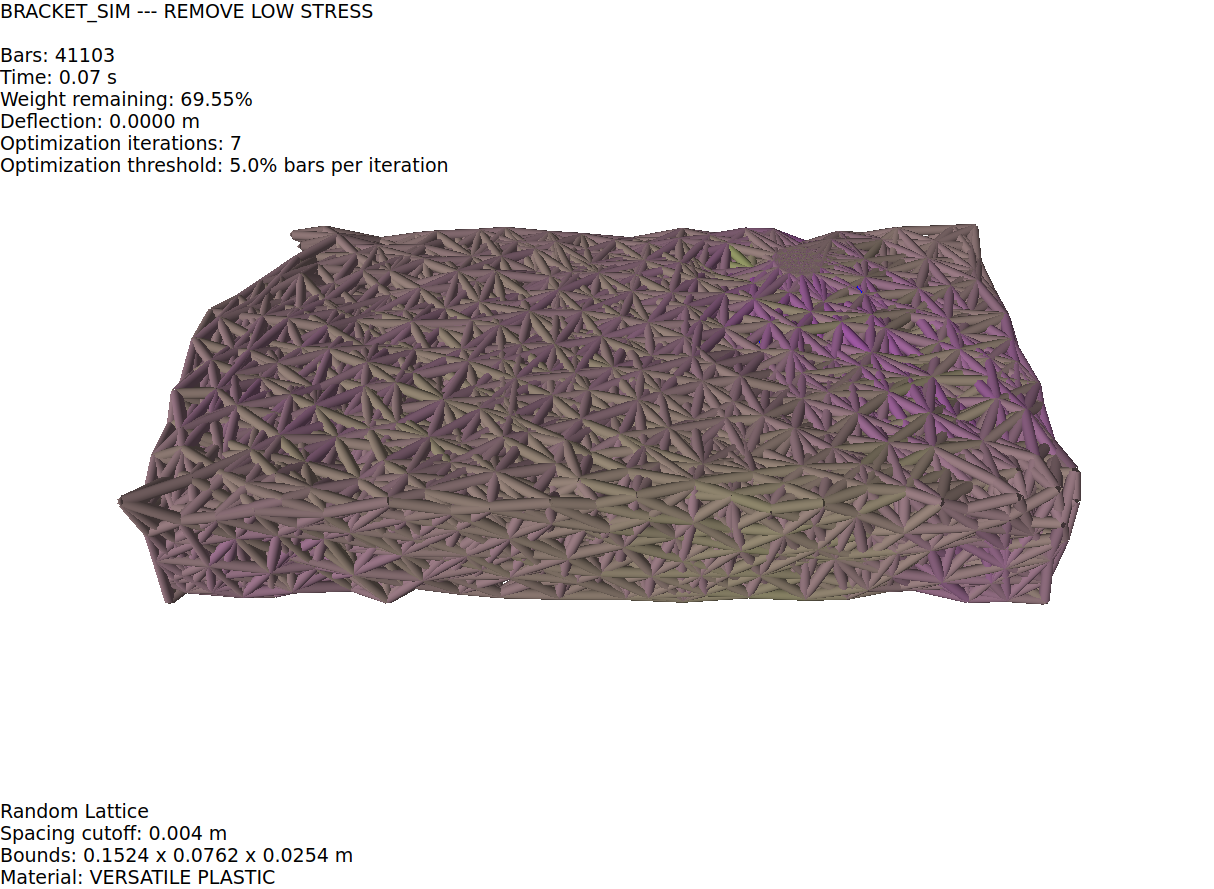 BRACKET_SIM --- REMOVE LOW STRESS
Bars: 41103
Time: 0.07 s
Weight remaining: 69.55%
Deflection: 0.0000 m
Optimization iterations: 7
Optimization threshold: 5.0% bars per iteration
Random Lattice
Spacing cutoff: 0.004 m
Bounds: 0.1524 x 0.0762 x 0.0254 m
Material: VERSATILE PLASTIC